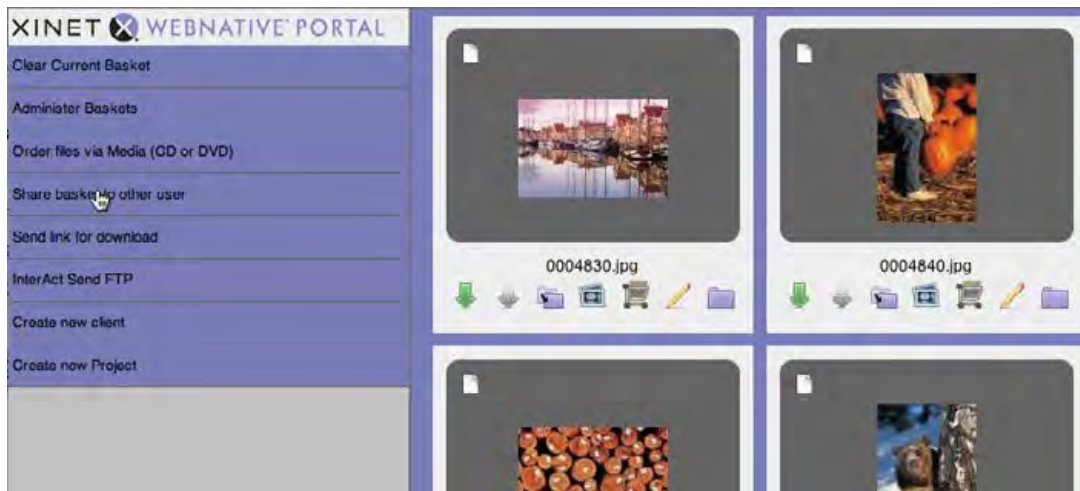 XINET X WEBNATIVE PORTAL
Clear Current Basket
Administer Baskets
Order files via Media (CD or DVD)
Share basket to other user
Send link for download
InterAct Send FTP
Create new client
Create new Project
0004830.jpg
0004840.jpg